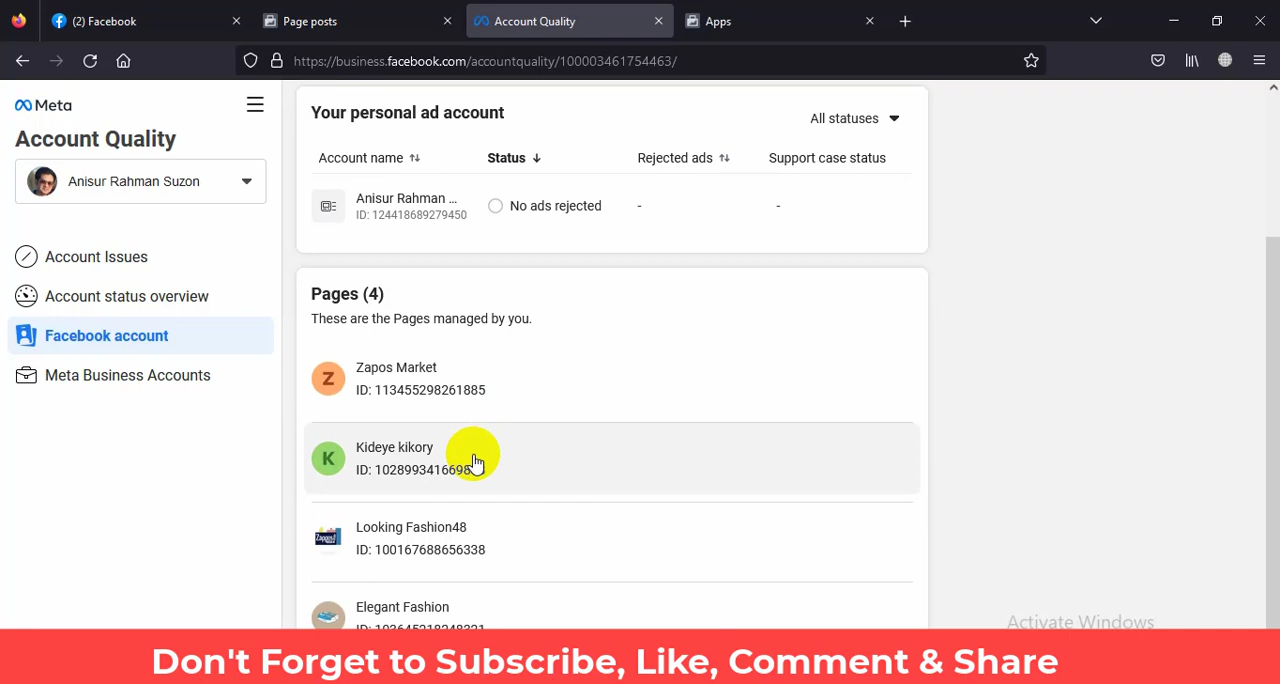 (2) Facebook
Page posts
Account Quality
Apps
https://business.facebook.com/accountquality/100003461754463/
Meta
Account Quality
Anisur Rahman Suzon
Account Issues
Account status overview
Facebook account
Meta Business Accounts
Your personal ad account
All statuses
Account name Status Rejected ads Support case status
Anisur Rahman ...
ID: 124418689279450
No ads rejected - -
Pages (4)
These are the Pages managed by you.
Z
Zapos Market
ID: 113455298261885
K
Kideye kikory
ID:
Looking Fashion48
ID: 100167688656338
Elegant Fashion
Activate Windows
Don't Forget to Subscribe, Like, Comment & Share